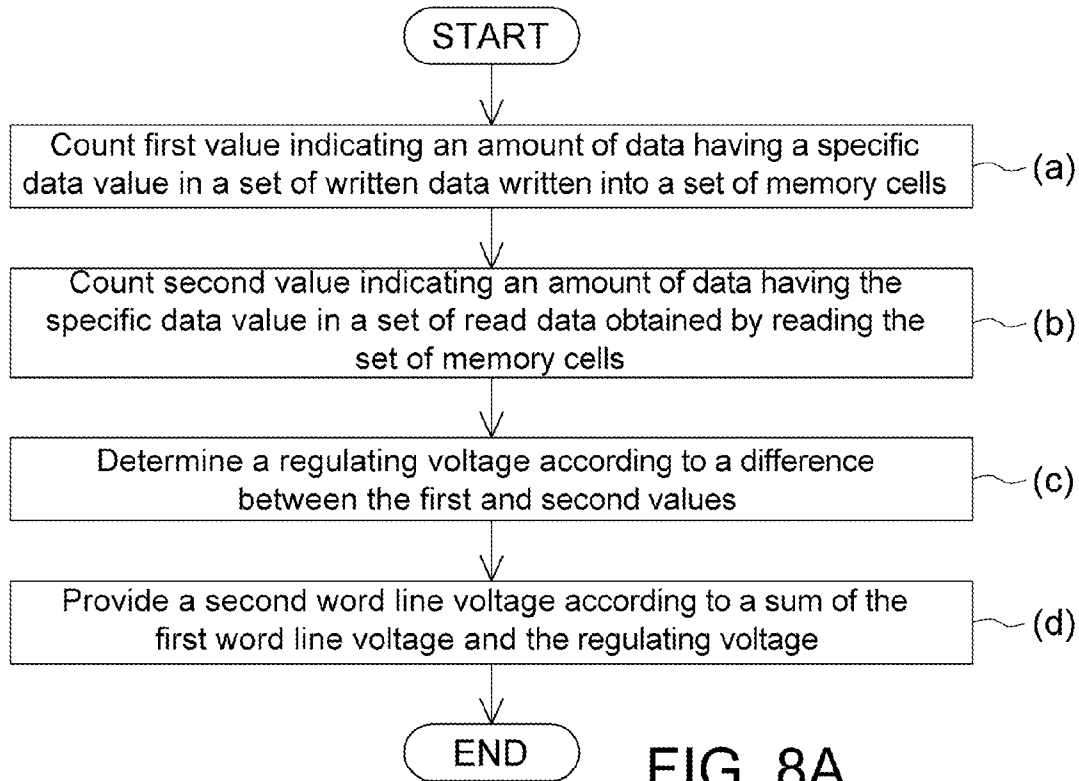 START
Count first value indicating an amount of data having a specific
data value in a set of written data written into a set of memory cells
(a)
Count second value indicating an amount of data having the
specific data value in a set of read data obtained by reading the
set of memory cells
(b)
Determine a regulating voltage according to a difference
between the first and second values
(c)
Provide a second word line voltage according to a sum of the
first word line voltage and the regulating voltage
(d)
END
FIG. 8A